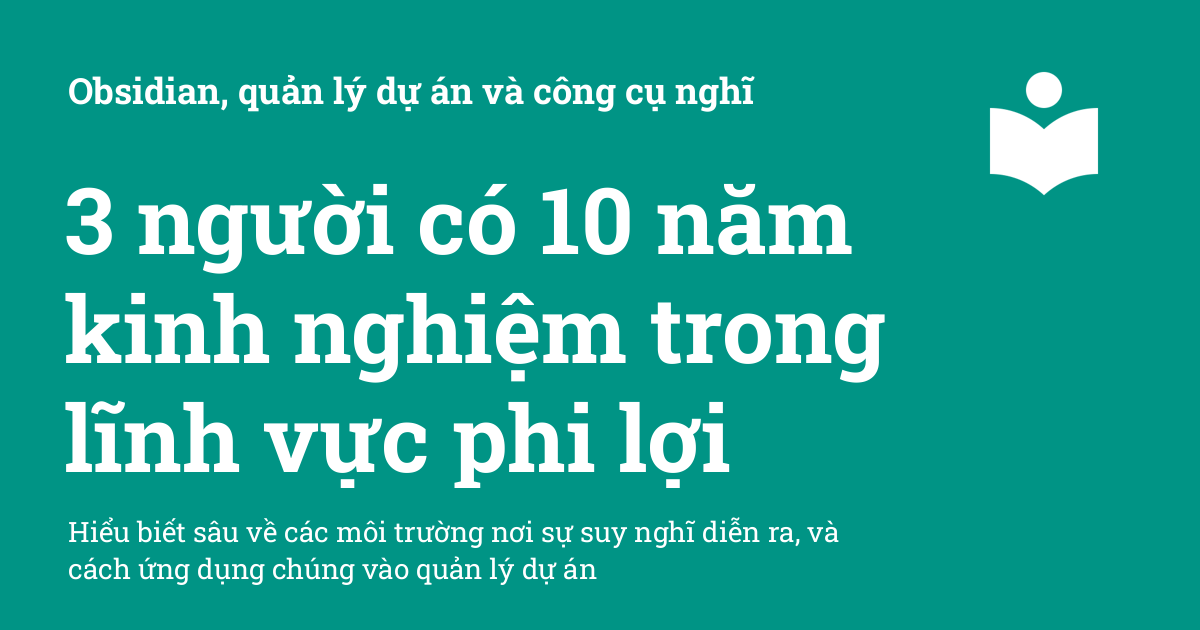 Obsidian, quản lý dự án và công cụ nghĩ
3 người có 10 năm
kinh nghiệm trong
lĩnh vực phi lợi
Hiểu biết sâu về các môi trường nơi sự suy nghĩ diễn ra, và
cách ứng dụng chúng vào quản lý dự án